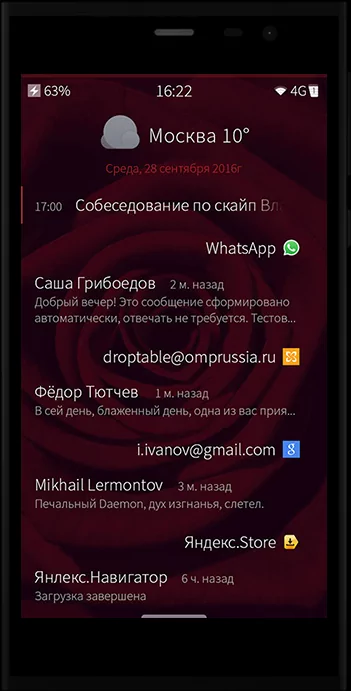 63% 16:22 4G
Москва 10°
Среда, 28 сентября 2016г
17:00 Собеседование по скайп Вла
WhatsApp
Саша Грибоедов 2 м. назад
Добрый вечер! Это сообщение сформировано
автоматически, отвечать не требуется. Тестов...
droptable@omprussia.ru
Фёдор Тютчев 1 м. назад
В сей день, блаженный день, одна из вас прия...
i.ivanov@gmail.com
Mikhail Lermontov 3 м. назад
Печальный Daemon, дух изгнанья, слетел.
Яндекс.Store
Янлекс.Навигатор 6 ч. назад
Загрузка завершена